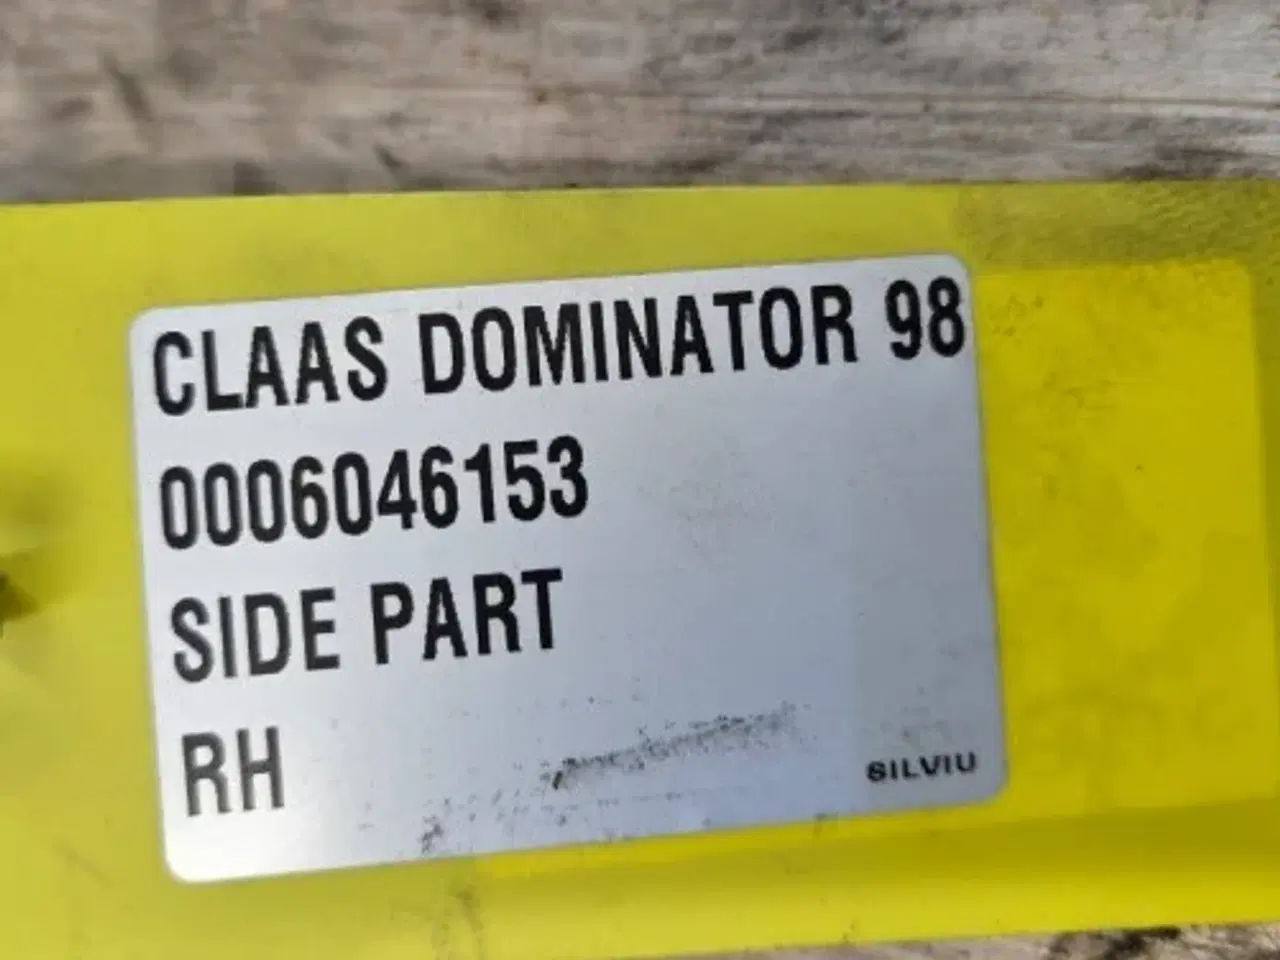 CLAAS DOMINATOR 98
0006046153
SIDE PART
RH
SILVIU